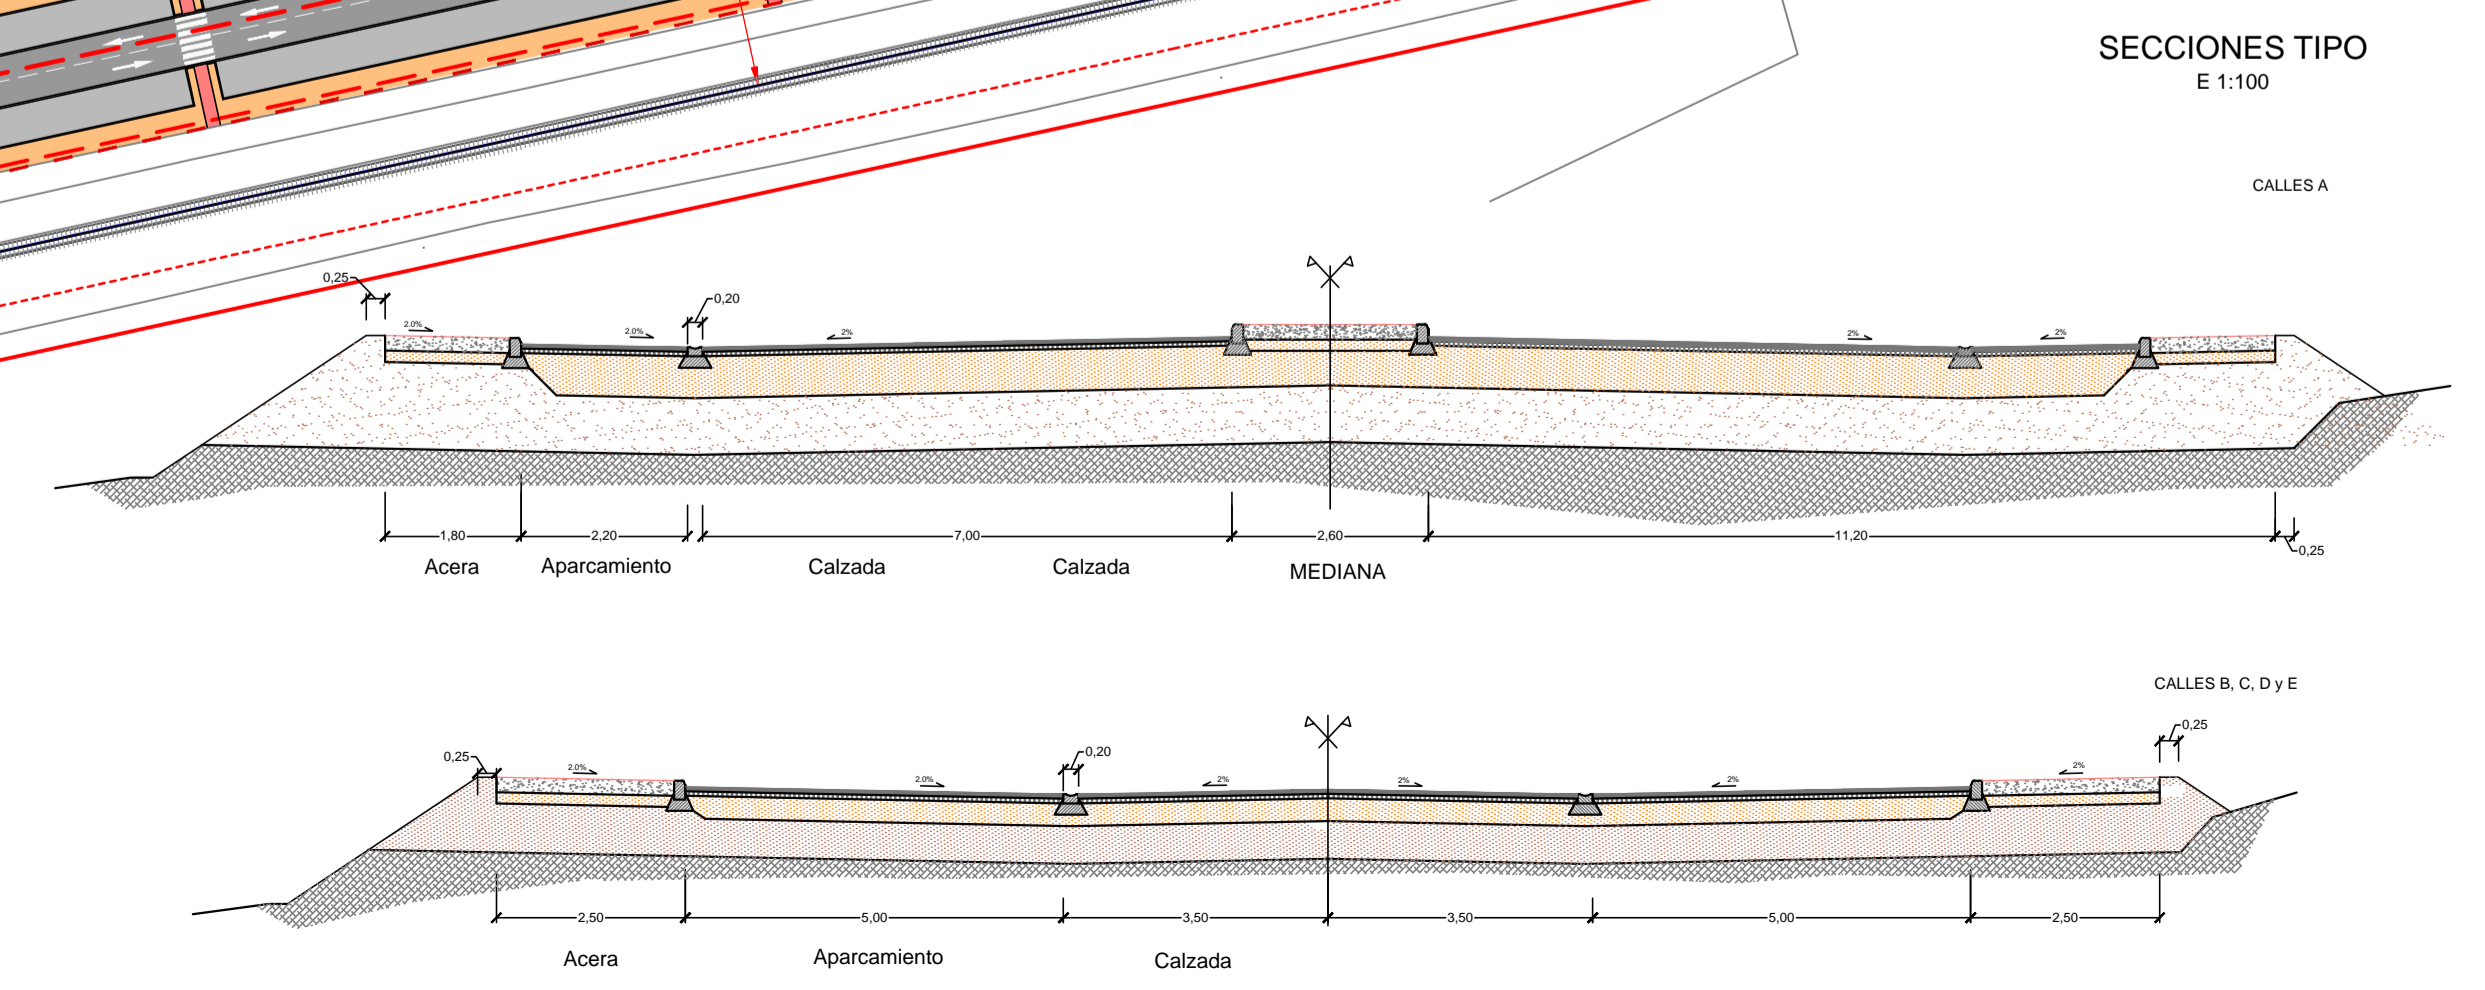 SECCIONES TIPO
E 1:100
CALLES A
0,25
0,20
2.0%
2.0%
2%
2%
2%
1,80
2,20
7,00
2,60
11,20
0,25
Acera
Aparcamiento
Calzada
Calzada
MEDIANA
CALLES B, C, D y E
0,25
0,20
0,25
2.0%
2.0%
2%
2%
2%
2%
2,50
5,00
3,50
3,50
5,00
2,50
Acera
Aparcamiento
Calzada